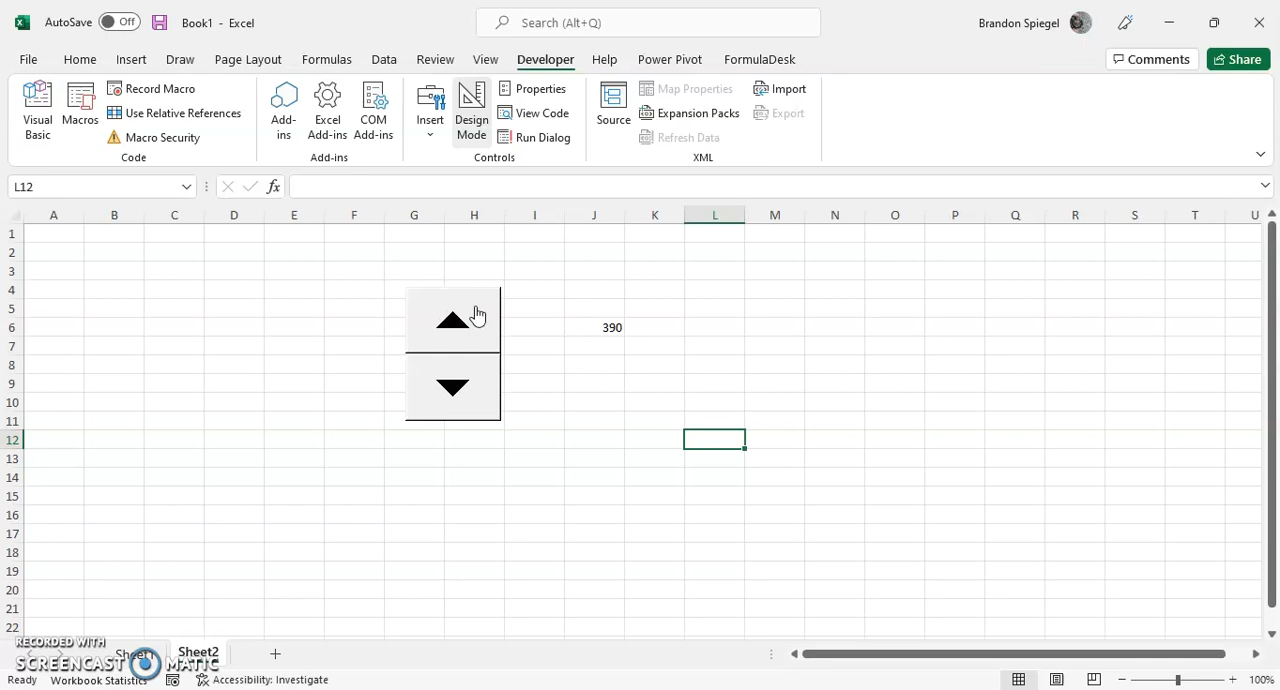 AutoSave Off Book1 - Excel Search (Alt+Q) Brandon Spiegel
File Home Insert Draw Page Layout Formulas Data Review View Developer Help Power Pivot FormulaDesk Comments Share
Visual Basic
Macros
Record Macro
Use Relative References
Macro Security
Code
Add-ins
Excel Add-ins
COM Add-ins
Add-ins
Insert
Design Mode
Properties
View Code
Run Dialog
Controls
Source
Map Properties
Expansion Packs
Refresh Data
Import
Export
XML
L12 fx
A B C D E F G H I J K L M N O P Q R S T U
1
2
3
4
5
6 390
7
8
9
10
11
12
13
14
15
16
17
18
19
20
21
22
RECORDED WITH
SCREENCAST MATIC
Sheet1 Sheet2
Ready Workbook Statistics Accessibility: Investigate 100%